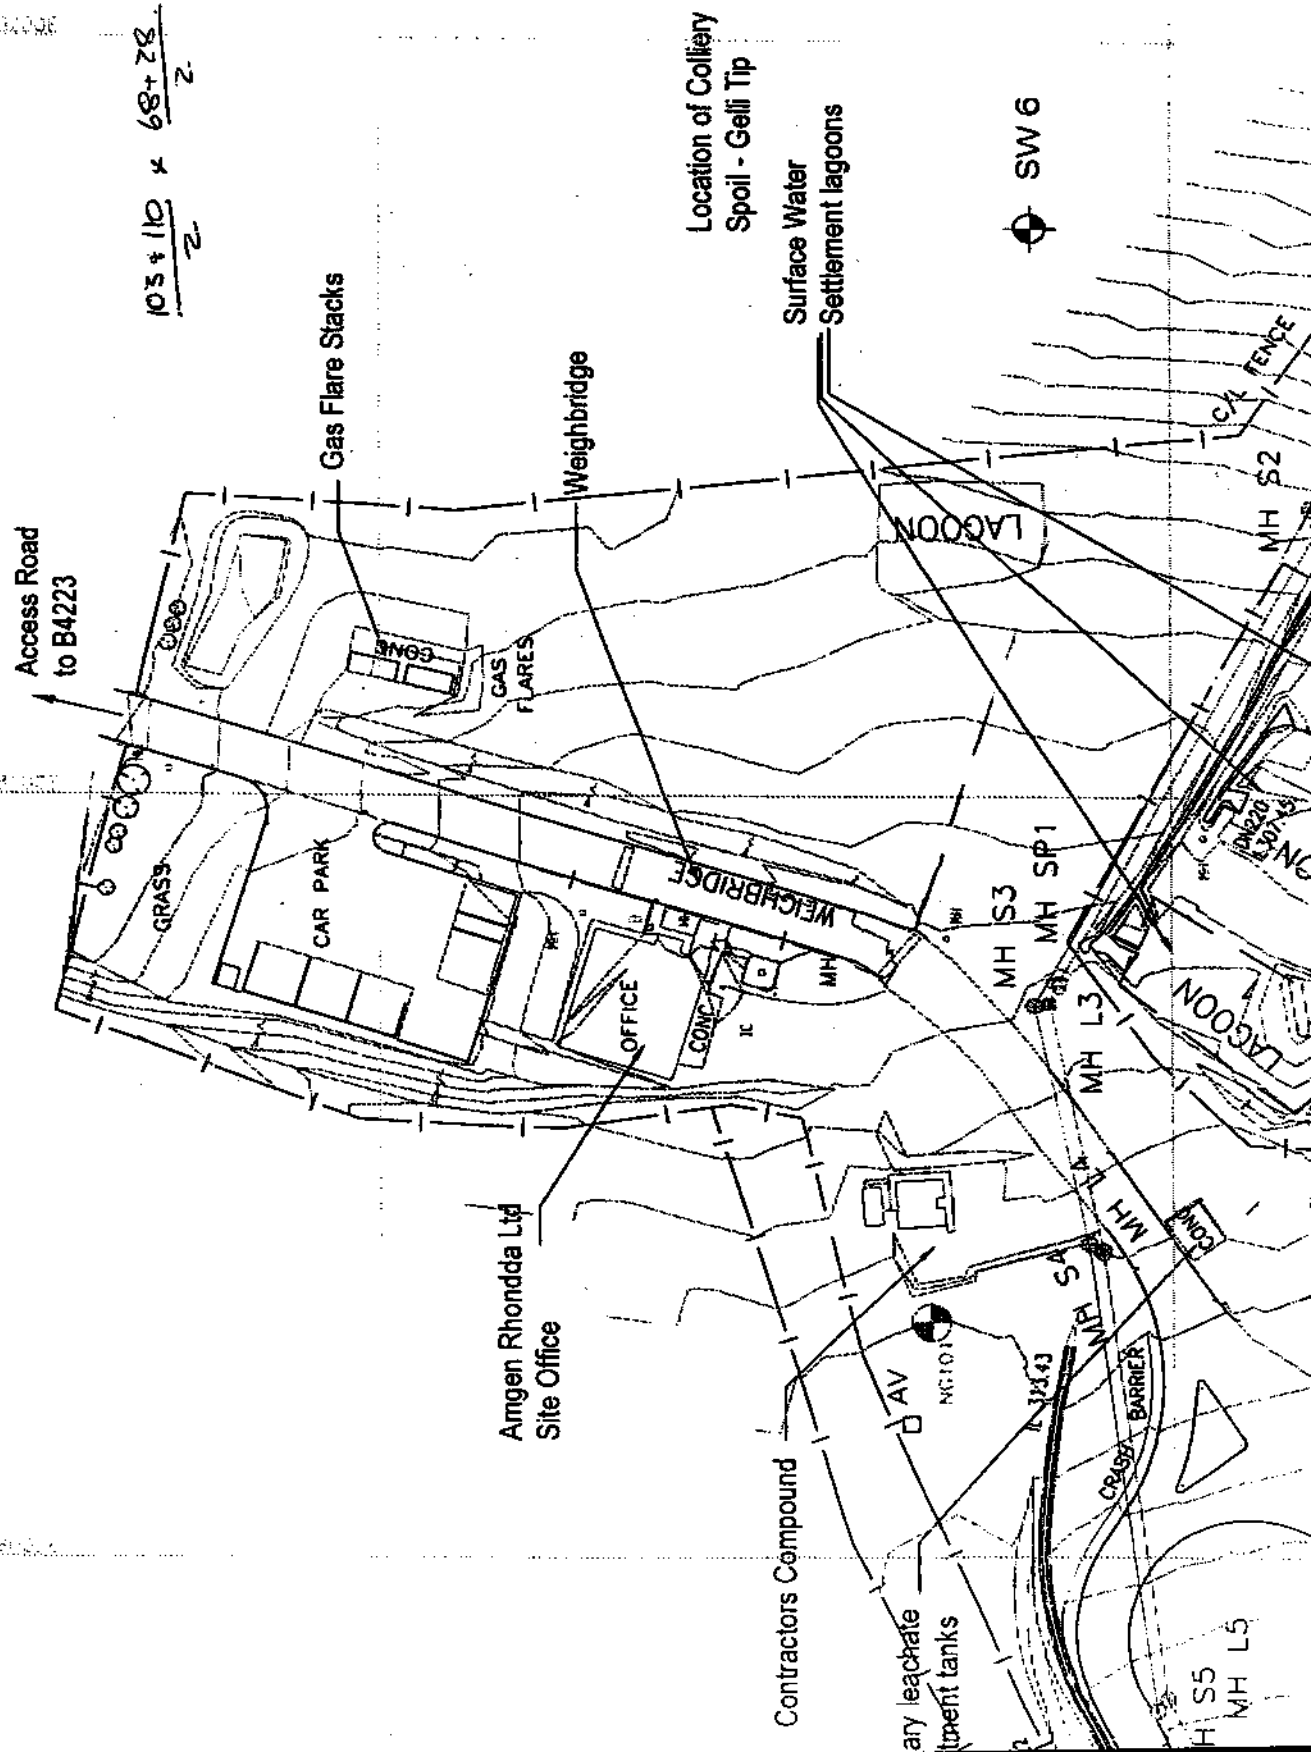 103 + 110 x 68 + 28
2 2
Access Road
to B4223
Gas Flare Stacks
Weighbridge
Location of Colliery
Spoil - Gelli Tip
Surface Water
Settlement lagoons
SW 6
C/L FENCE
MH S2
LAGOON
CONC
GAS
FLARES
GRASS
CAR PARK
WEIGHBRIDGE
OFFICE
CONC
IC
MH
MH S3
MH SP1
MH L3
LAGOON
Amgen Rhondda Ltd
Site Office
MH
CONC
MH S4
NG101
AV
CRASH BARRIER
Contractors Compound
ary leachate
tment tanks
H S5
MH L5